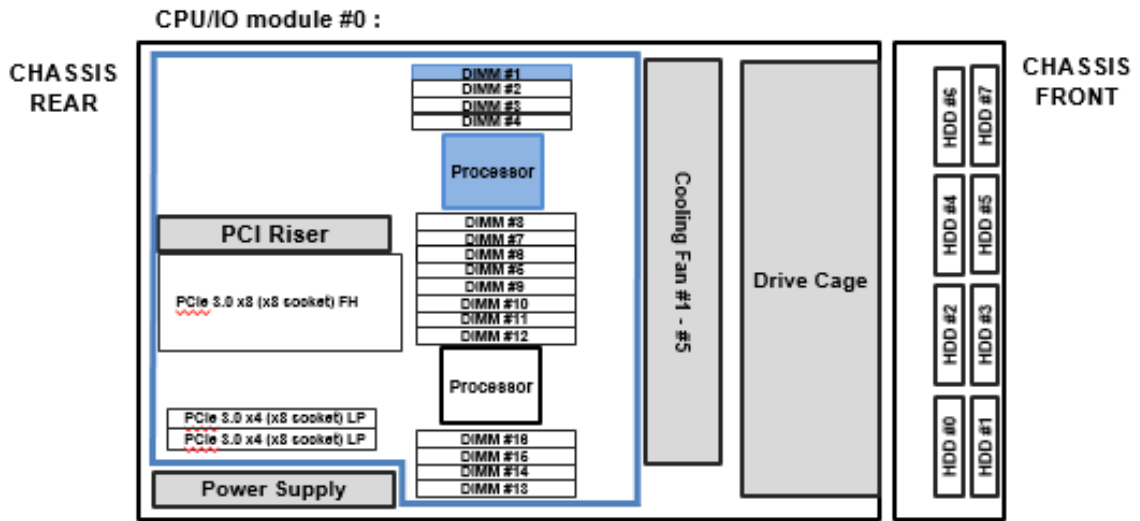 CPU/IO module #0 :
CHASSIS
REAR
DIMM #1
DIMM #2
DIMM #3
DIMM #4
Processor
PCI Riser
PCIe 3.0 x8 (x8 socket) FH
DIMM #8
DIMM #7
DIMM #6
DIMM #5
DIMM #9
DIMM #10
DIMM #11
DIMM #12
Processor
PCIe 3.0 x4 (x8 socket) LP
PCIe 3.0 x4 (x8 socket) LP
DIMM #16
DIMM #15
DIMM #14
DIMM #13
Power Supply
Cooling Fan #1 - #5
Drive Cage
HDD #6
HDD #7
HDD #4
HDD #5
HDD #2
HDD #3
HDD #0
HDD #1
CHASSIS
FRONT